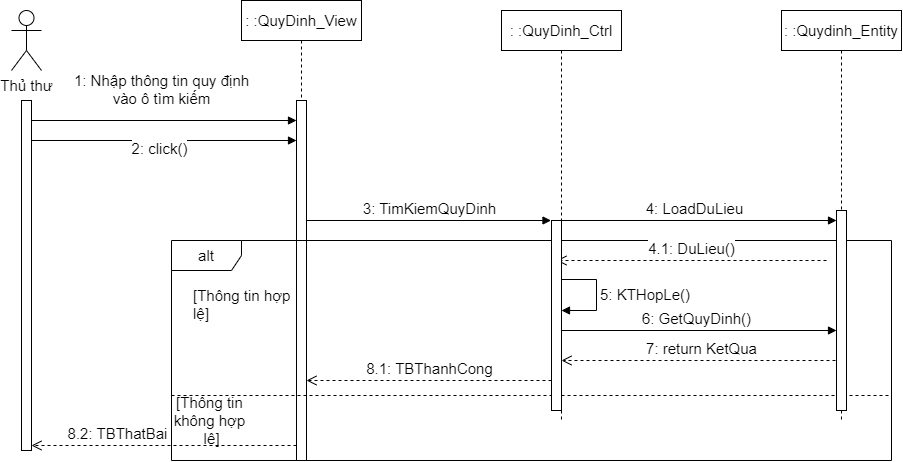 : :QuyDinh_View
: :QuyDinh_Ctrl
: :Quydinh_Entity
Thủ thư
1: Nhập thông tin quy định
vào ô tìm kiếm
2: click()
3: TimKiemQuyDinh
4: LoadDuLieu
alt
4.1: DuLieu()
[Thông tin hợp
lệ]
5: KTHopLe()
6: GetQuyDinh()
7: return KetQua
8.1: TBThanhCong
[Thông tin
không hợp
lệ]
8.2: TBThatBai